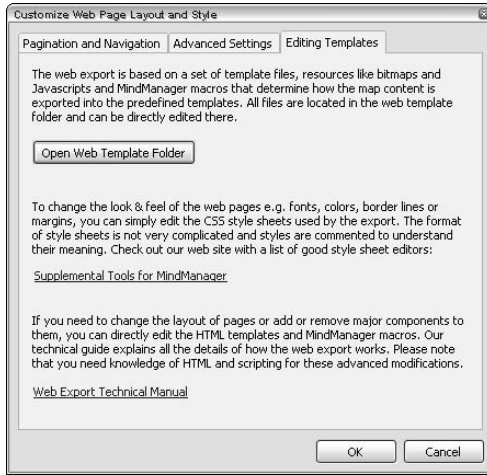 Customize Web Page Layout and Style
Pagination and Navigation Advanced Settings Editing Templates
The web export is based on a set of template files, resources like bitmaps and
Javascripts and MindManager macros that determine how the map content is
exported into the predefined templates. All files are located in the web template
folder and can be directly edited there.
Open Web Template Folder
To change the look & feel of the web pages e.g. fonts, colors, border lines or
margins, you can simply edit the CSS style sheets used by the export. The format
of style sheets is not very complicated and styles are commented to understand
their meaning. Check out our web site with a list of good style sheet editors:
Supplemental Tools for MindManager
If you need to change the layout of pages or add or remove major components to
them, you can directly edit the HTML templates and MindManager macros. Our
technical guide explains all the details of how the web export works. Please note
that you need knowledge of HTML and scripting for these advanced modifications.
Web Export Technical Manual
OK Cancel